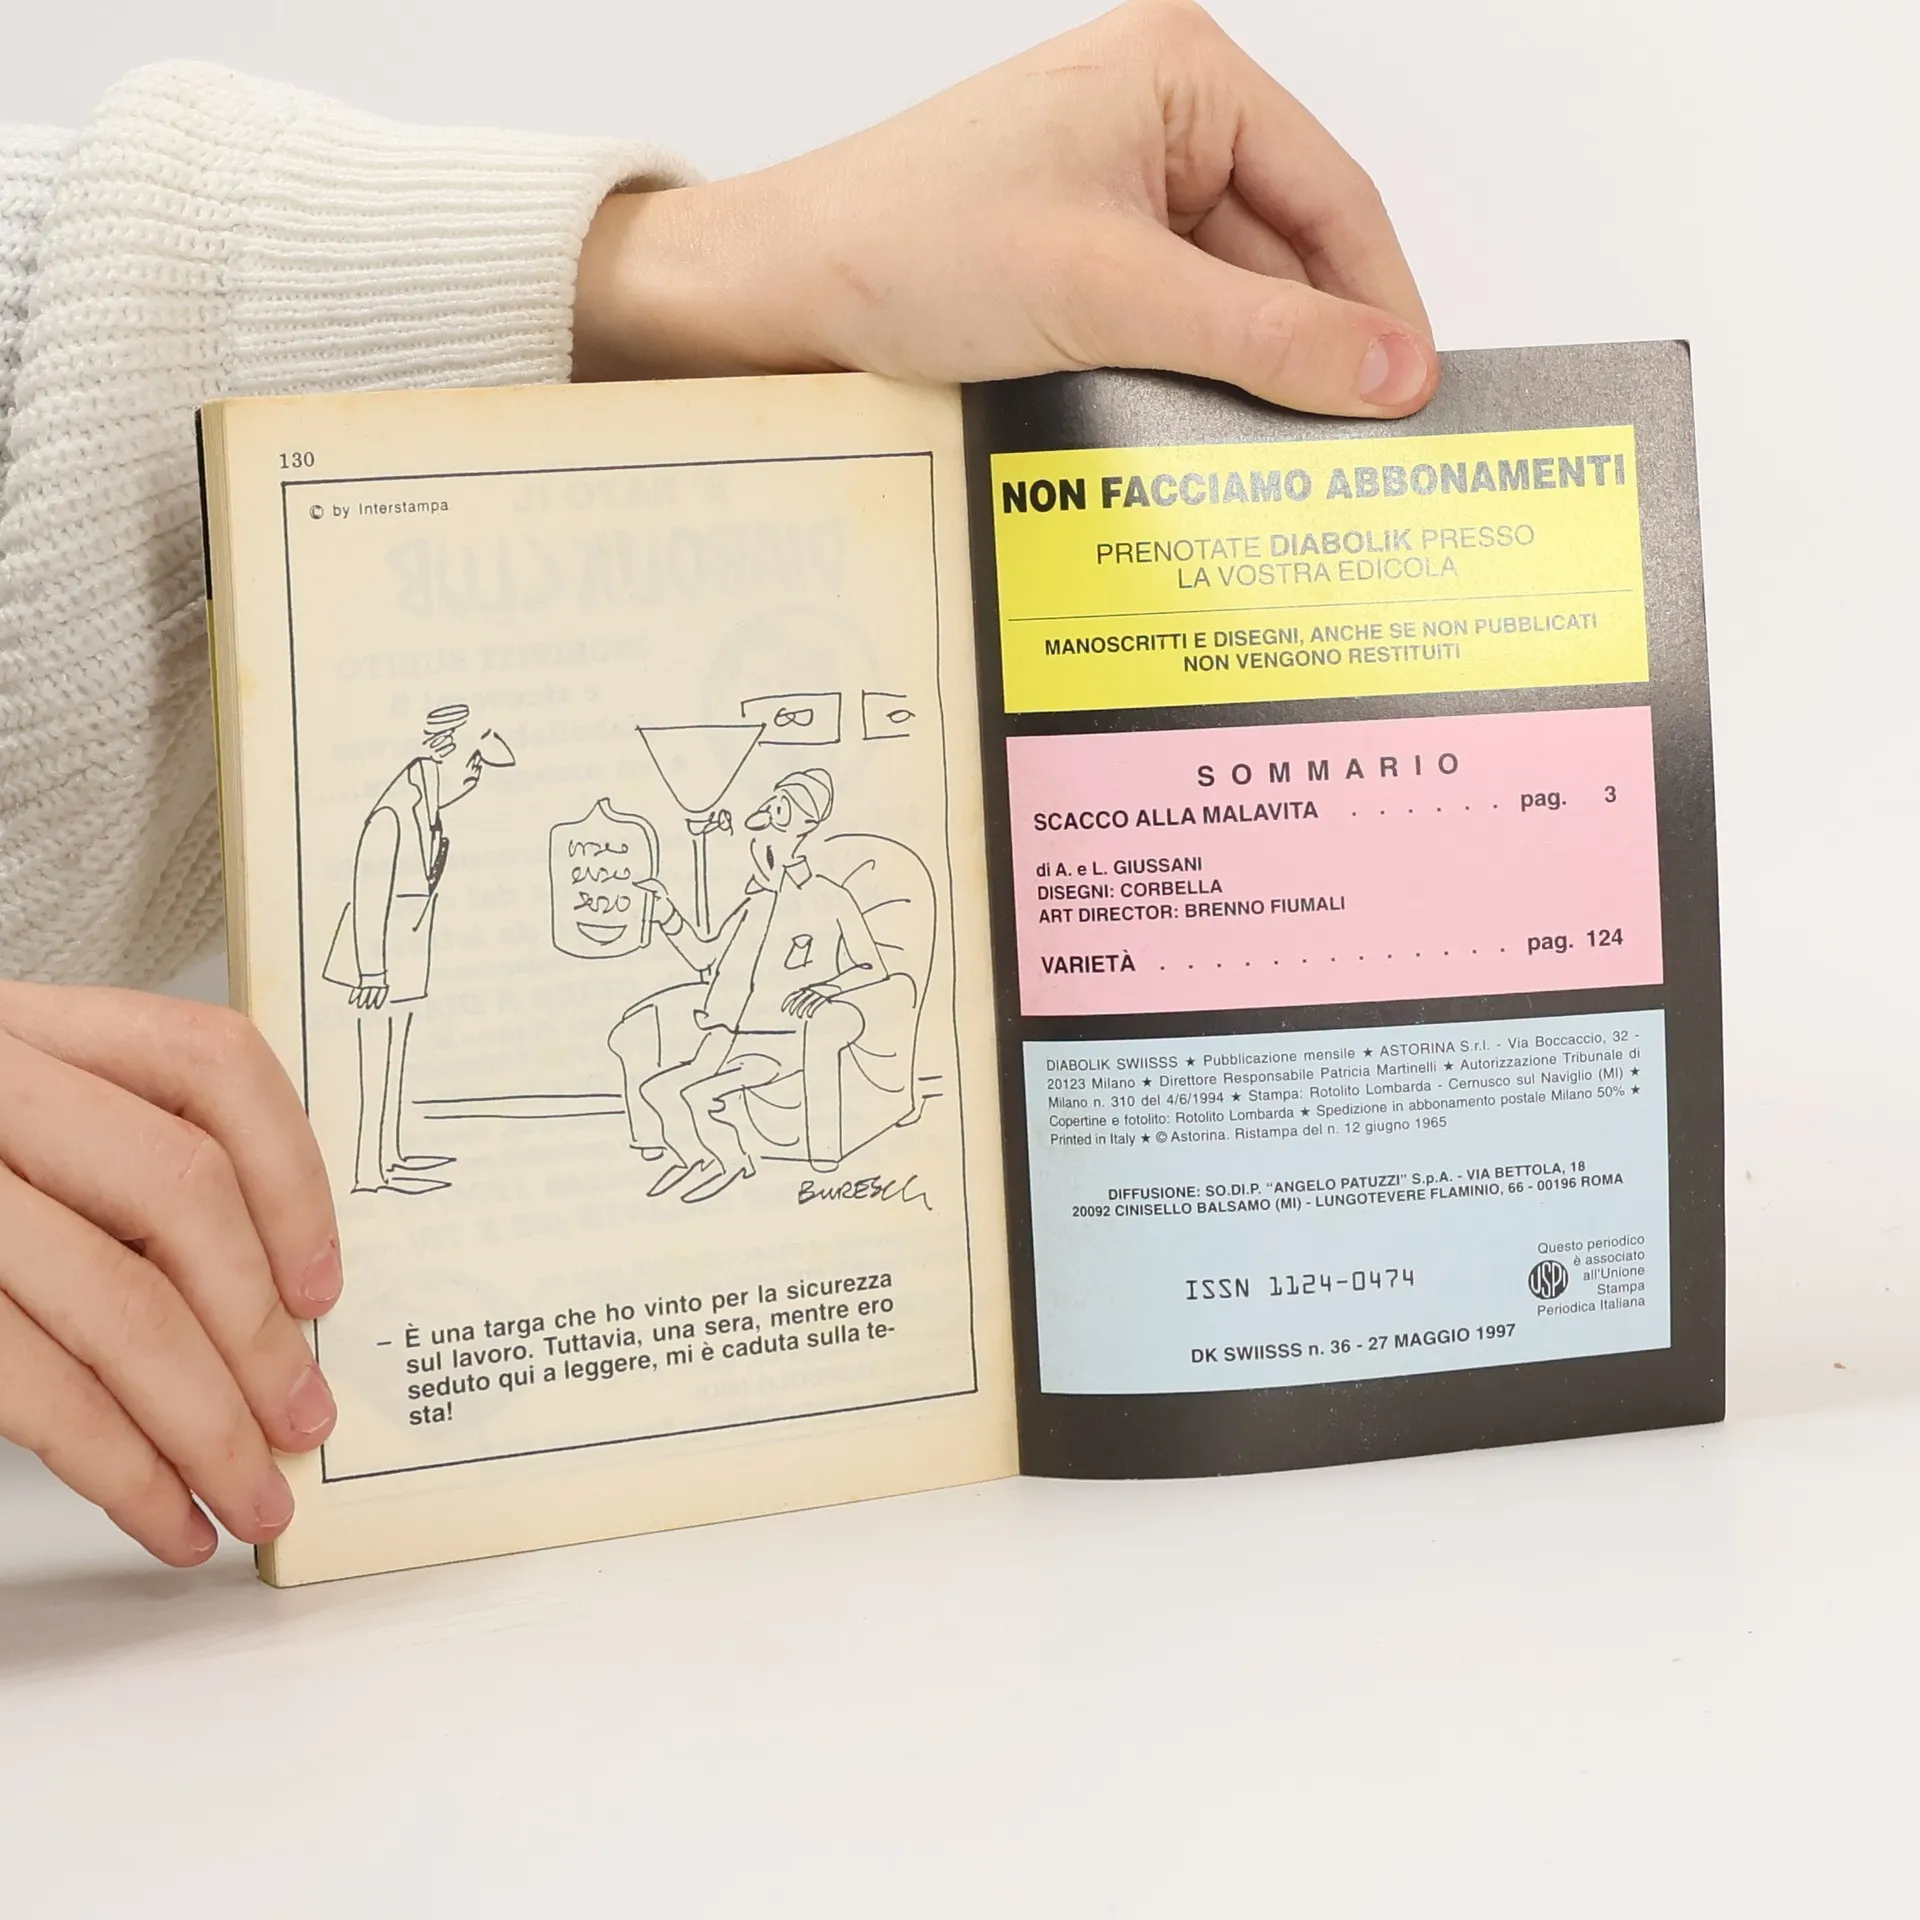 130
© by Interstampa
BURESCH
– È una targa che ho vinto per la sicurezza
sul lavoro. Tuttavia, una sera, mentre ero
seduto qui a leggere, mi è caduta sulla te-
sta!
NON FACCIAMO ABBONAMENTI
PRENOTATE DIABOLIK PRESSO
LA VOSTRA EDICOLA
MANOSCRITTI E DISEGNI, ANCHE SE NON PUBBLICATI
NON VENGONO RESTITUITI
SOMMARIO
SCACCO ALLA MALAVITA . . . . . . pag. 3
di A. e L. GIUSSANI
DISEGNI: CORBELLA
ART DIRECTOR: BRENNO FIUMALI
VARIETÀ . . . . . . . . . . . . . pag. 124
DIABOLIK SWIISSS ★ Pubblicazione mensile ★ ASTORINA S.r.l. - Via Boccaccio, 32 -
20123 Milano ★ Direttore Responsabile Patricia Martinelli ★ Autorizzazione Tribunale di
Milano n. 310 del 4/6/1994 ★ Stampa: Rotolito Lombarda - Cernusco sul Naviglio (MI) ★
Copertine e fotolito: Rotolito Lombarda ★ Spedizione in abbonamento postale Milano 50% ★
Printed in Italy ★ © Astorina. Ristampa del n. 12 giugno 1965
DIFFUSIONE: SO.DI.P. “ANGELO PATUZZI” S.p.A. - VIA BETTOLA, 18
20092 CINISELLO BALSAMO (MI) - LUNGOTEVERE FLAMINIO, 66 - 00196 ROMA
ISSN 1124-0474
USPI
Questo periodico
è associato
all'Unione
Stampa
Periodica Italiana
DK SWIISSS n. 36 - 27 MAGGIO 1997